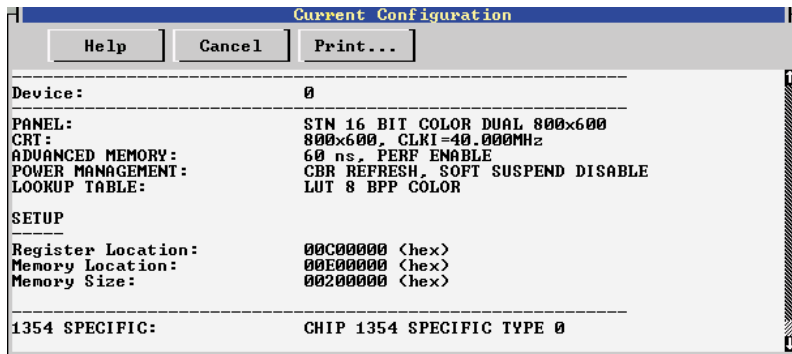 Current Configuration
Help Cancel Print...
Device: 0
PANEL: STN 16 BIT COLOR DUAL 800x600
CRT: 800x600, CLKI=40.000MHz
ADVANCED MEMORY: 60 ns, PERF ENABLE
POWER MANAGEMENT: CBR REFRESH, SOFT SUSPEND DISABLE
LOOKUP TABLE: LUT 8 BPP COLOR
SETUP
Register Location: 00C00000 (hex)
Memory Location: 00E00000 (hex)
Memory Size: 00200000 (hex)
1354 SPECIFIC: CHIP 1354 SPECIFIC TYPE 0